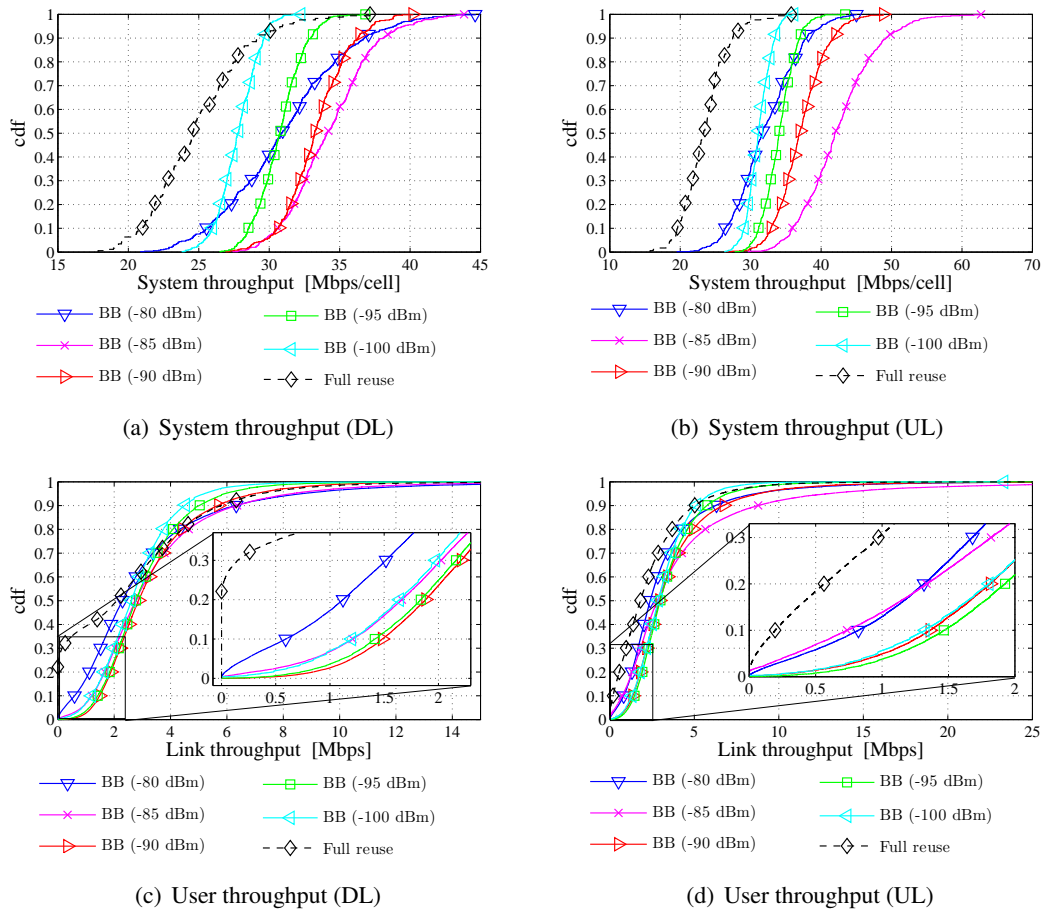 1
0.9
0.8
0.7
0.6
0.5
0.4
0.3
0.2
0.1
0
cdf
15 20 25 30 35 40 45
System throughput [Mbps/cell]
BB (-80 dBm)
BB (-85 dBm)
BB (-90 dBm)
BB (-95 dBm)
BB (-100 dBm)
Full reuse
(a) System throughput (DL)
1
0.9
0.8
0.7
0.6
0.5
0.4
0.3
0.2
0.1
0
cdf
10 20 30 40 50 60 70
System throughput [Mbps/cell]
BB (-80 dBm)
BB (-85 dBm)
BB (-90 dBm)
BB (-95 dBm)
BB (-100 dBm)
Full reuse
(b) System throughput (UL)
1
0.9
0.8
0.7
0.6
0.5
0.4
0.3
0.2
0.1
0
cdf
0.3
0.2
0.1
0
0 0.5 1 1.5 2
0 2 4 6 8 10 12 14
Link throughput [Mbps]
BB (-80 dBm)
BB (-85 dBm)
BB (-90 dBm)
BB (-95 dBm)
BB (-100 dBm)
Full reuse
(c) User throughput (DL)
1
0.9
0.8
0.7
0.6
0.5
0.4
0.3
0.2
0.1
0
cdf
0.3
0.2
0.1
0
0 0.5 1 1.5 2
0 5 10 15 20 25
Link throughput [Mbps]
BB (-80 dBm)
BB (-85 dBm)
BB (-90 dBm)
BB (-95 dBm)
BB (-100 dBm)
Full reuse
(d) User throughput (UL)